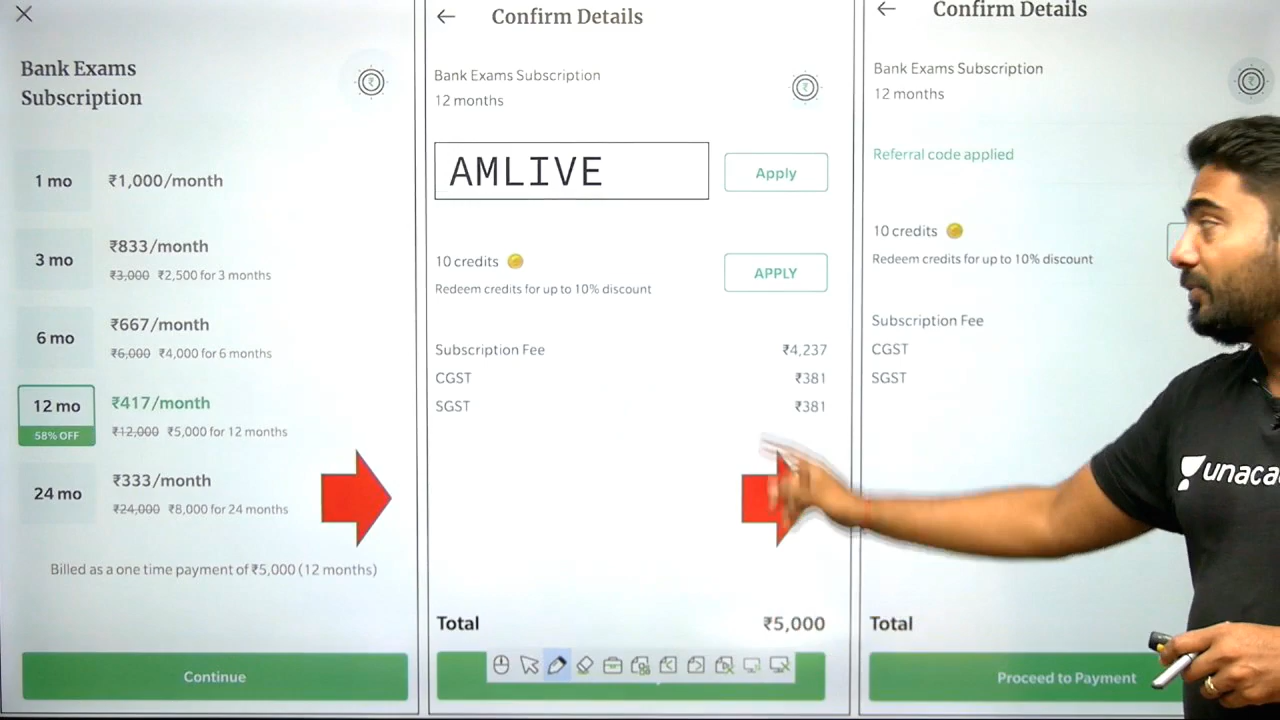 Bank Exams
Subscription
1 mo
₹1,000/month
3 mo
₹833/month
₹3,000 ₹2,500 for 3 months
6 mo
₹667/month
₹6,000 ₹4,000 for 6 months
12 mo
58% OFF
₹417/month
₹12,000 ₹5,000 for 12 months
24 mo
₹333/month
₹24,000 ₹8,000 for 24 months
Billed as a one time payment of ₹5,000 (12 months)
Continue
Confirm Details
Bank Exams Subscription
12 months
AMLIVE
Apply
10 credits
APPLY
Redeem credits for up to 10% discount
Subscription Fee ₹4,237
CGST ₹381
SGST ₹381
Total ₹5,000
Confirm Details
Bank Exams Subscription
12 months
Referral code applied
10 credits
Redeem credits for up to 10% discount
Subscription Fee
CGST
SGST
Total
Proceed to Payment
unaca